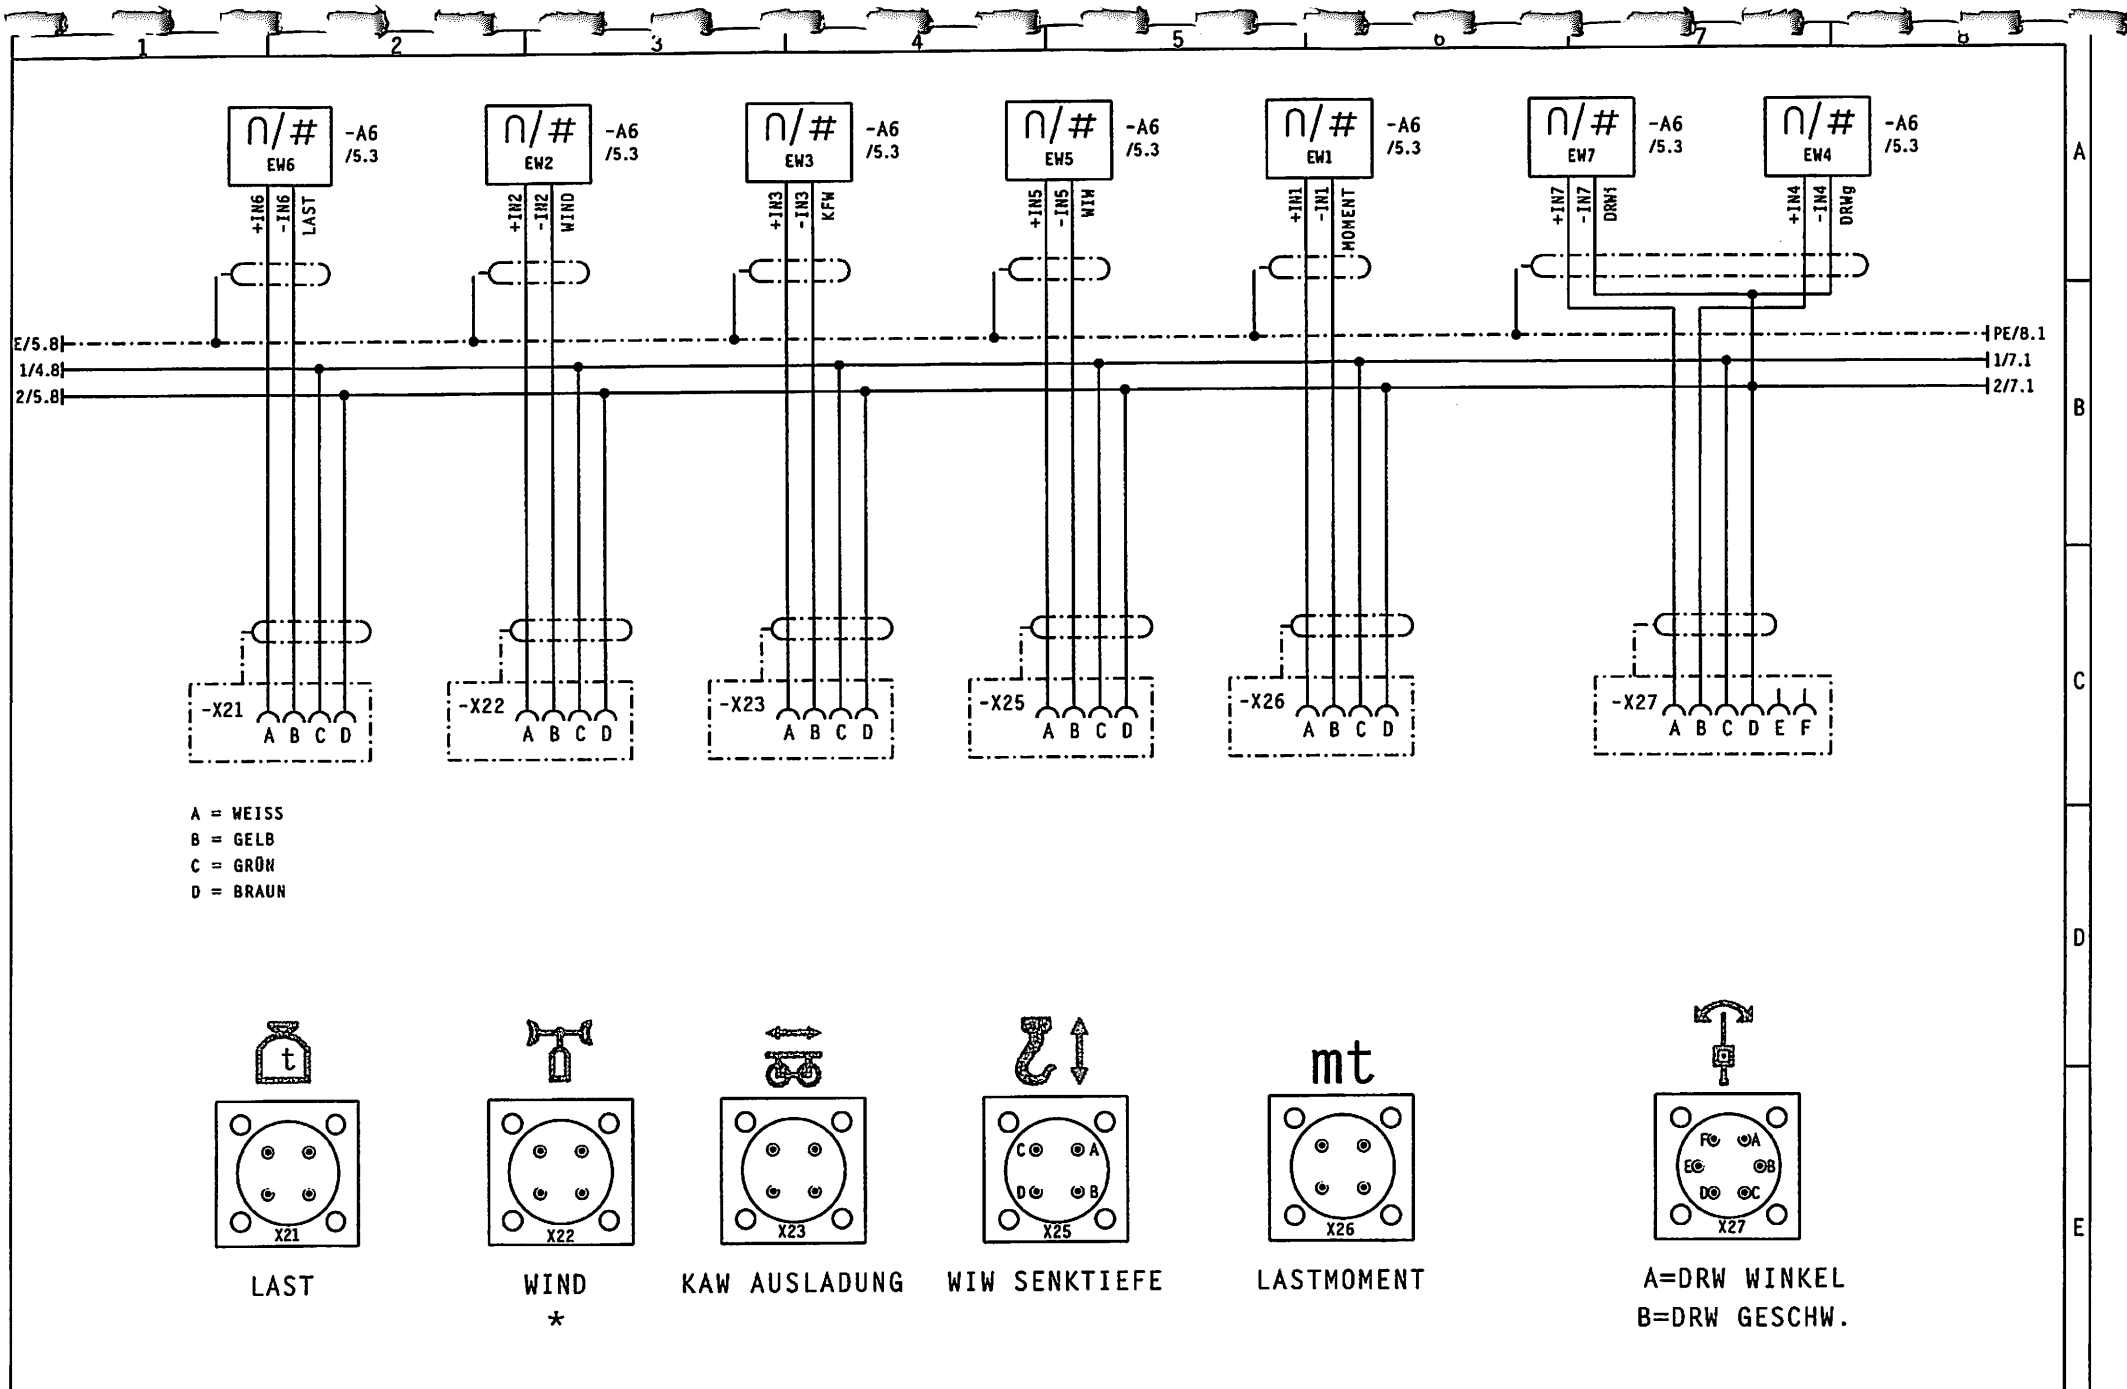 1 2 3 4 5 6 7 8
∩/# EW6 -A6 /5.3
∩/# EW2 -A6 /5.3
∩/# EW3 -A6 /5.3
∩/# EW5 -A6 /5.3
∩/# EW1 -A6 /5.3
∩/# EW7 -A6 /5.3
∩/# EW4 -A6 /5.3
A
+IN6 -IN6 LAST
+IN2 -IN2 WIND
+IN3 -IN3 KFW
+IN5 -IN5 WIW
+IN1 -IN1 MOMENT
+IN7 -IN7 DRWi
+IN4 -IN4 DRWg
E/5.8 PE/8.1
1/4.8 1/7.1
2/5.8 2/7.1
B
-X21 A B C D
-X22 A B C D
-X23 A B C D
-X25 A B C D
-X26 A B C D
-X27 A B C D E F
C
A = WEISS
B = GELB
C = GRÜN
D = BRAUN
D
t
mt
X21
X22
X23
C A
D B
X25
X26
F A
E B
D C
X27
E
LAST
WIND
*
KAW AUSLADUNG
WIW SENKTIEFE
LASTMOMENT
A=DRW WINKEL
B=DRW GESCHW.